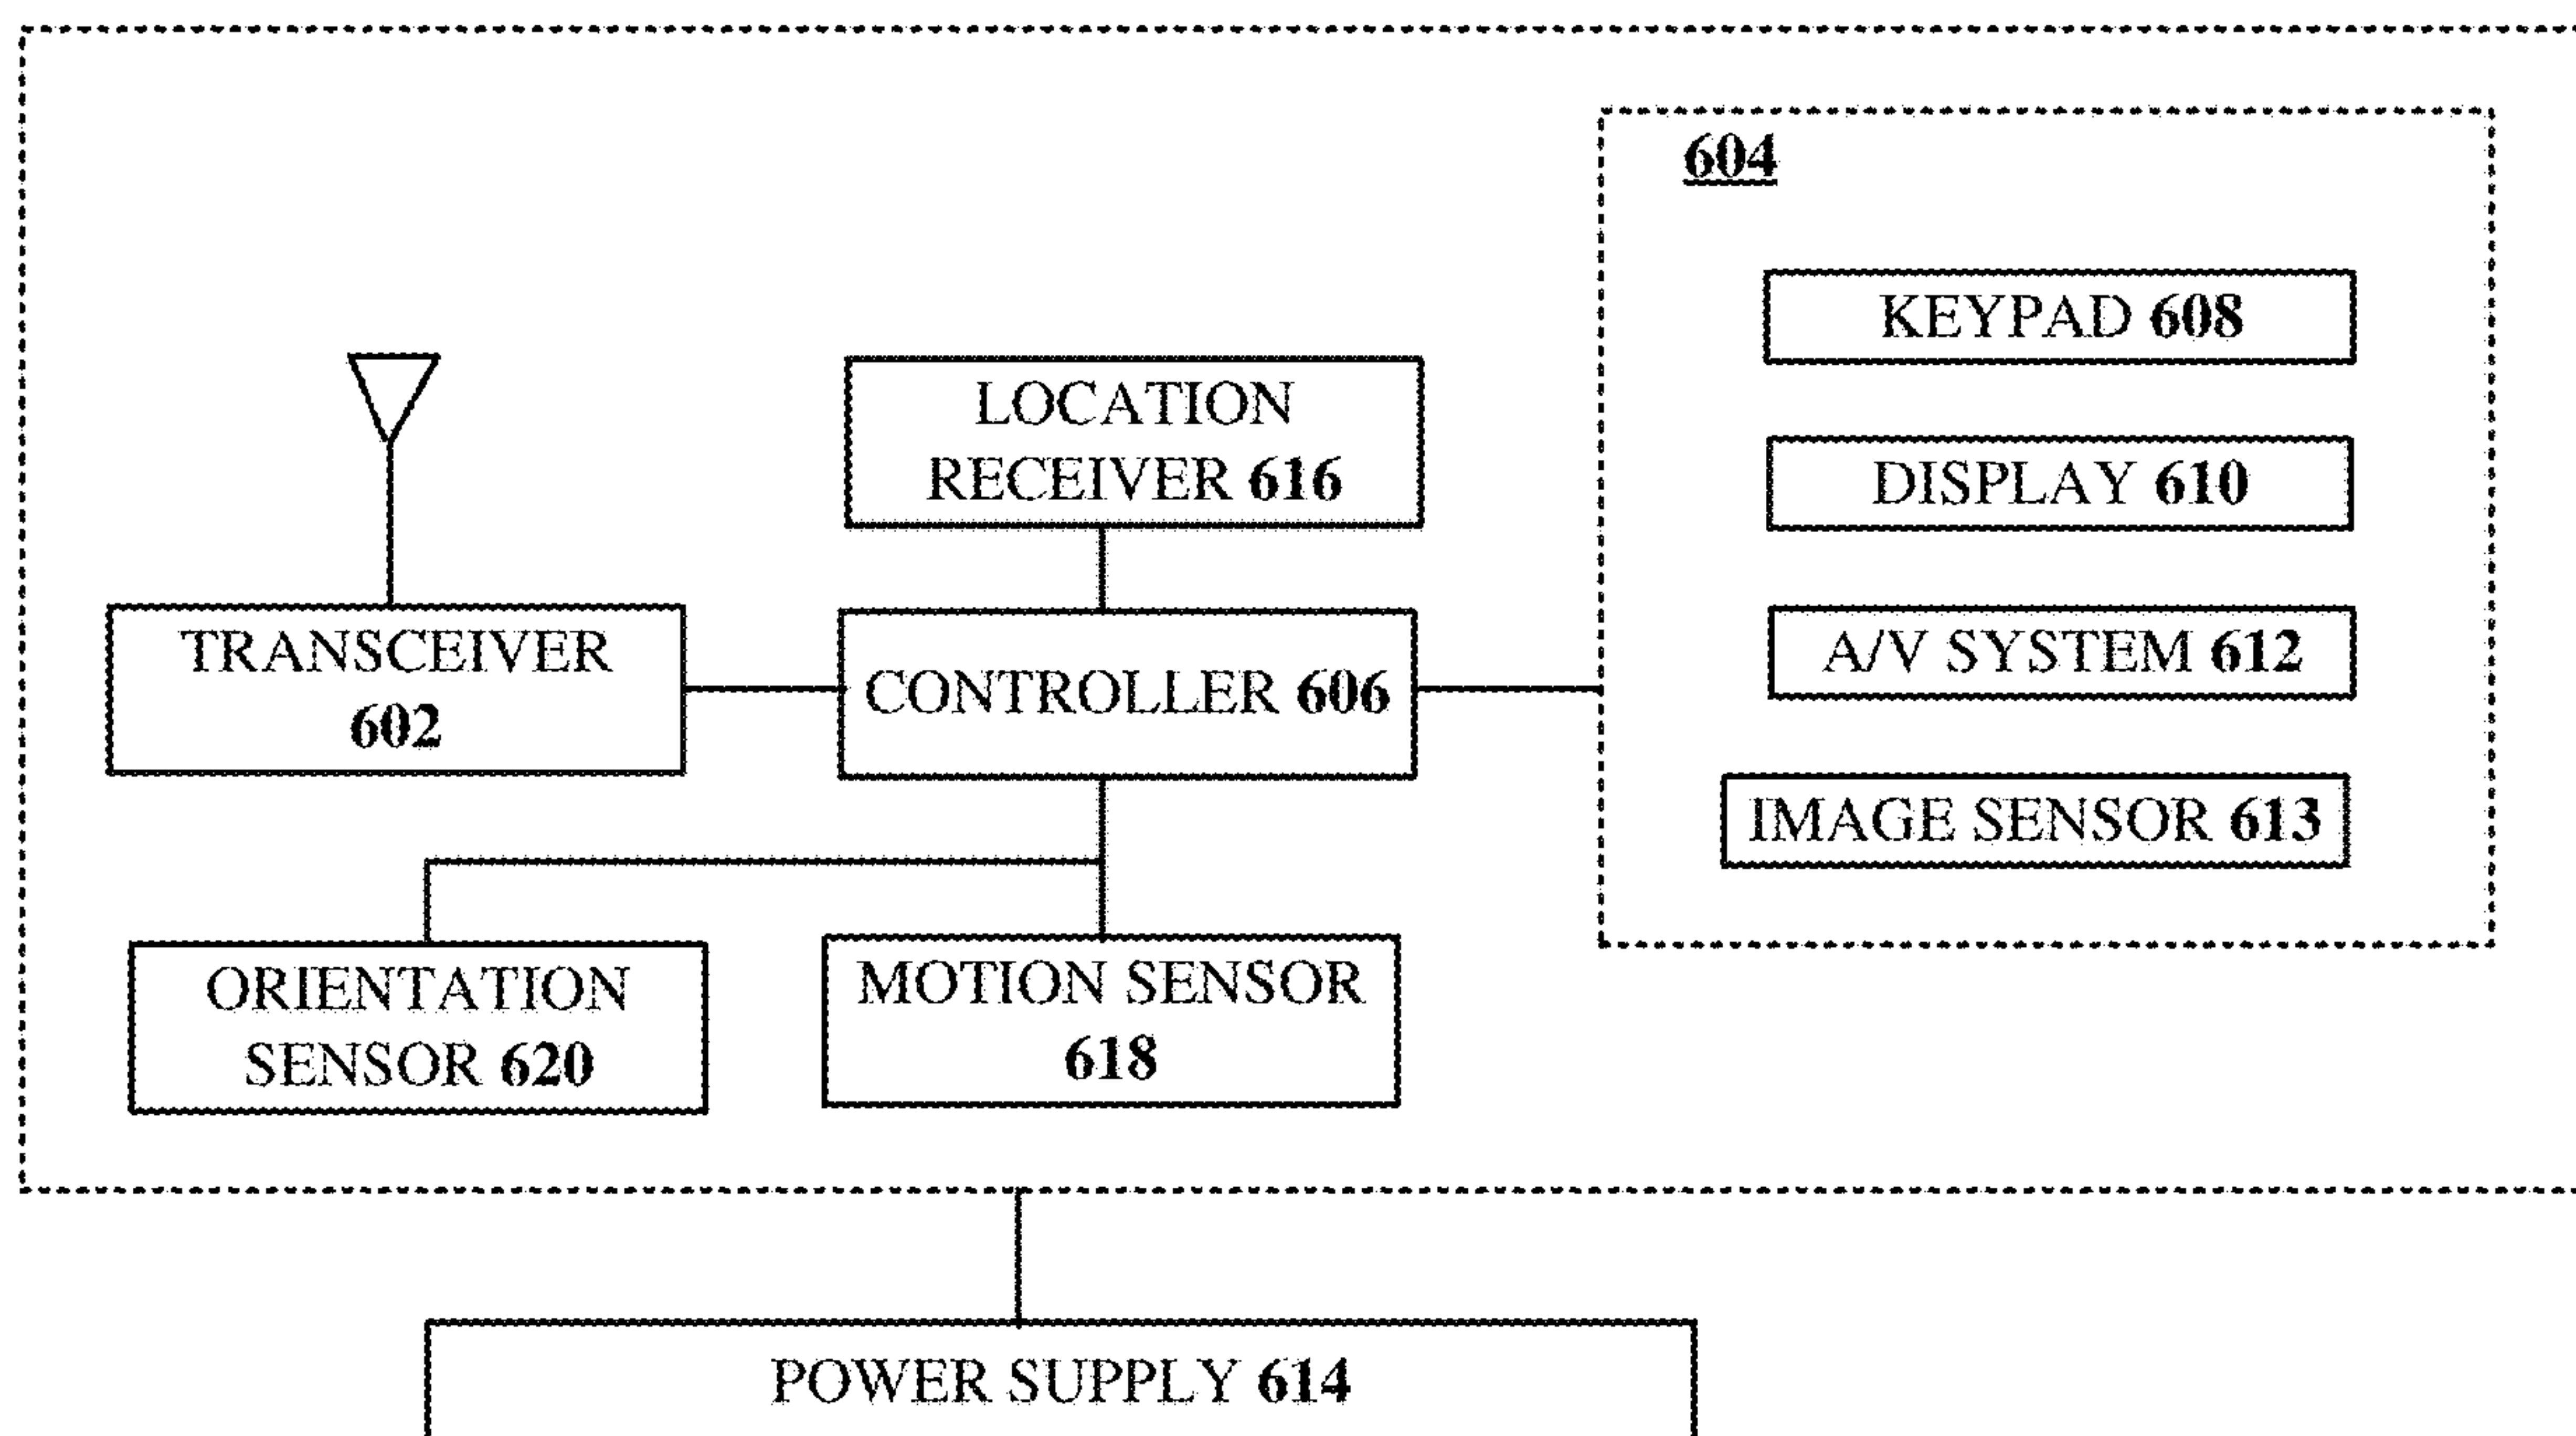 604
KEYPAD 608
LOCATION
RECEIVER 616
DISPLAY 610
TRANSCEIVER
602
CONTROLLER 606
A/V SYSTEM 612
IMAGE SENSOR 613
ORIENTATION
SENSOR 620
MOTION SENSOR
618
POWER SUPPLY 614